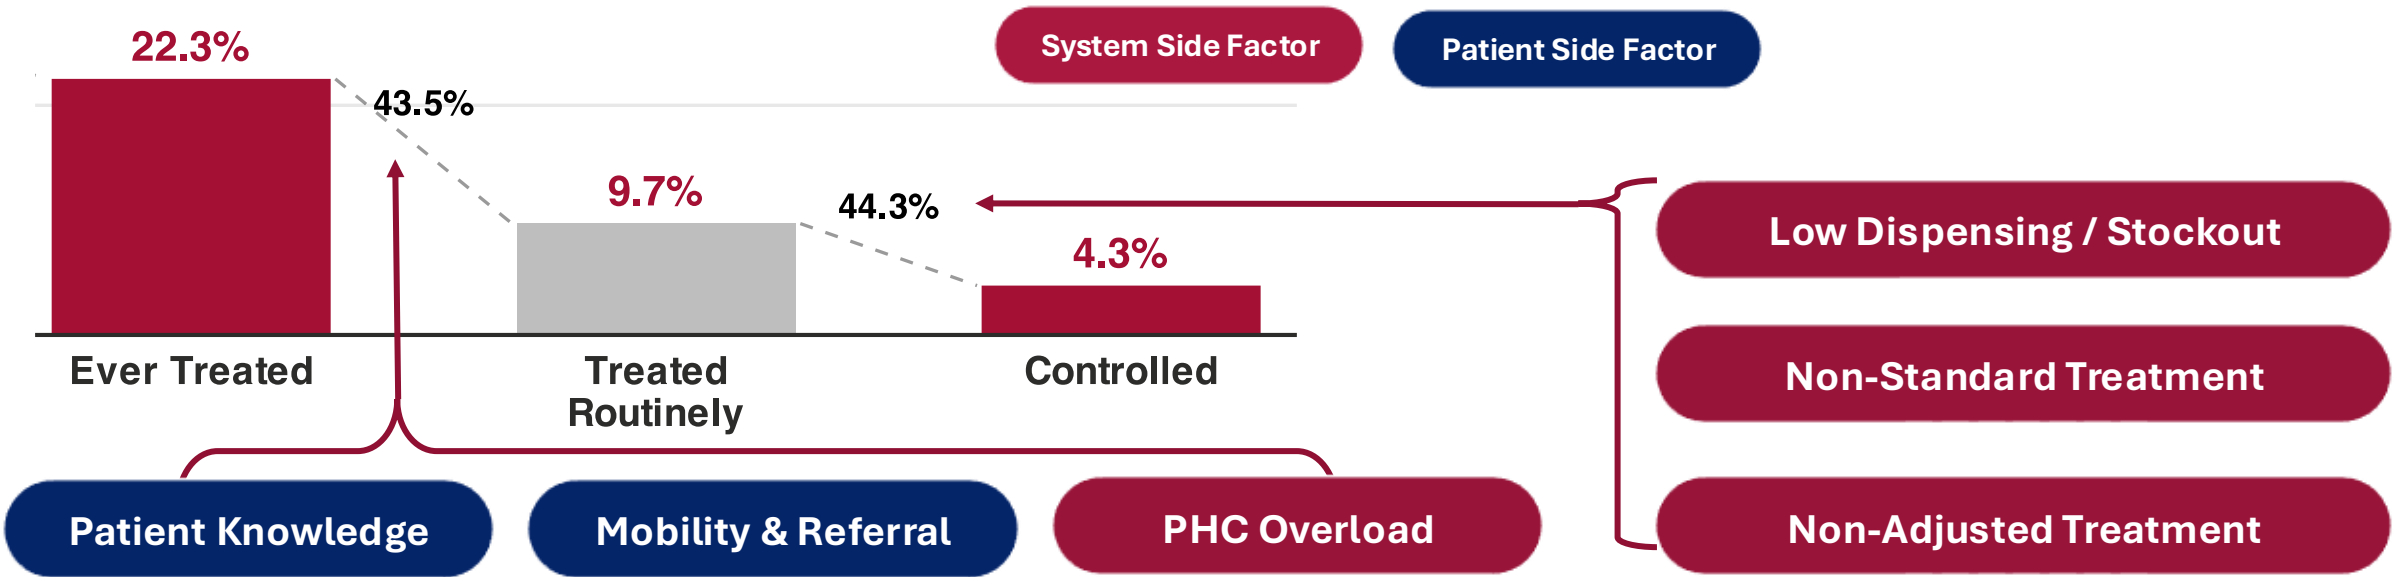 22.3%
System Side Factor
Patient Side Factor
43.5%
9.7%
44.3%
4.3%
Low Dispensing / Stockout
Non-Standard Treatment
Non-Adjusted Treatment
Ever Treated
Treated
Routinely
Controlled
Patient Knowledge
Mobility & Referral
PHC Overload